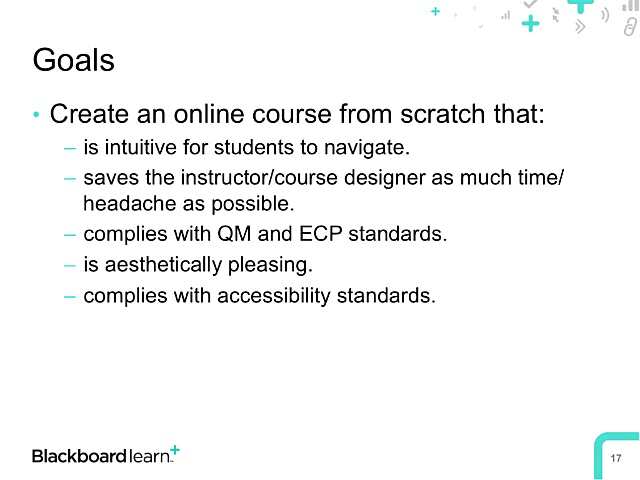 Goals
• Create an online course from scratch that:
– is intuitive for students to navigate.
– saves the instructor/course designer as much time/
headache as possible.
– complies with QM and ECP standards.
– is aesthetically pleasing.
– complies with accessibility standards.
Blackboard learn+
17